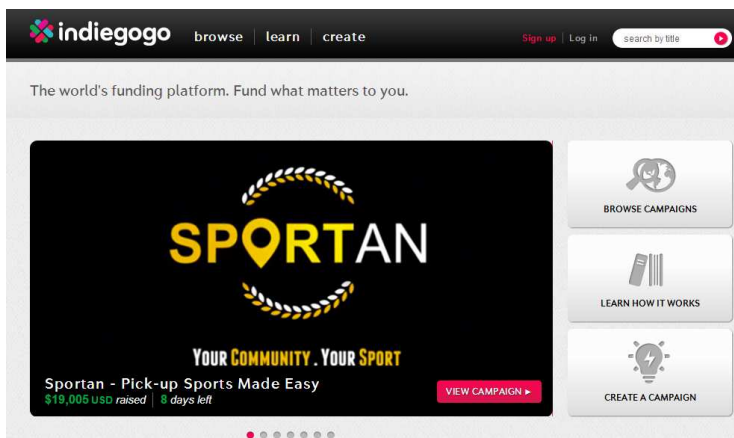 indiegogo browse learn create Sign up Log in search by title
The world's funding platform. Fund what matters to you.
SPORTAN
YOUR COMMUNITY . YOUR SPORT
Sportan - Pick-up Sports Made Easy
$19,005 USD raised 8 days left
VIEW CAMPAIGN
BROWSE CAMPAIGNS
LEARN HOW IT WORKS
CREATE A CAMPAIGN